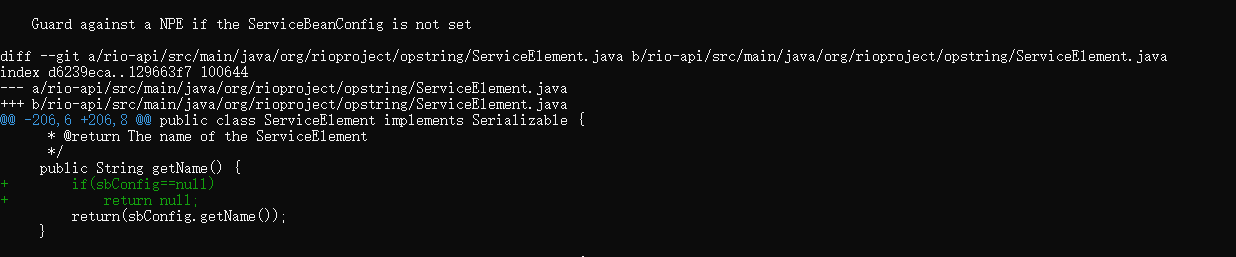 Guard against a NPE if the ServiceBeanConfig is not set
diff --git a/rio-api/src/main/java/org/rioproject/opstring/ServiceElement.java b/rio-api/src/main/java/org/rioproject/opstring/ServiceElement.java
index d6239eca..129663f7 100644
--- a/rio-api/src/main/java/org/rioproject/opstring/ServiceElement.java
+++ b/rio-api/src/main/java/org/rioproject/opstring/ServiceElement.java
@@ -206,6 +206,8 @@ public class ServiceElement implements Serializable {
      * @return The name of the ServiceElement
      */
     public String getName() {
+        if(sbConfig==null)
+            return null;
         return(sbConfig.getName());
     }